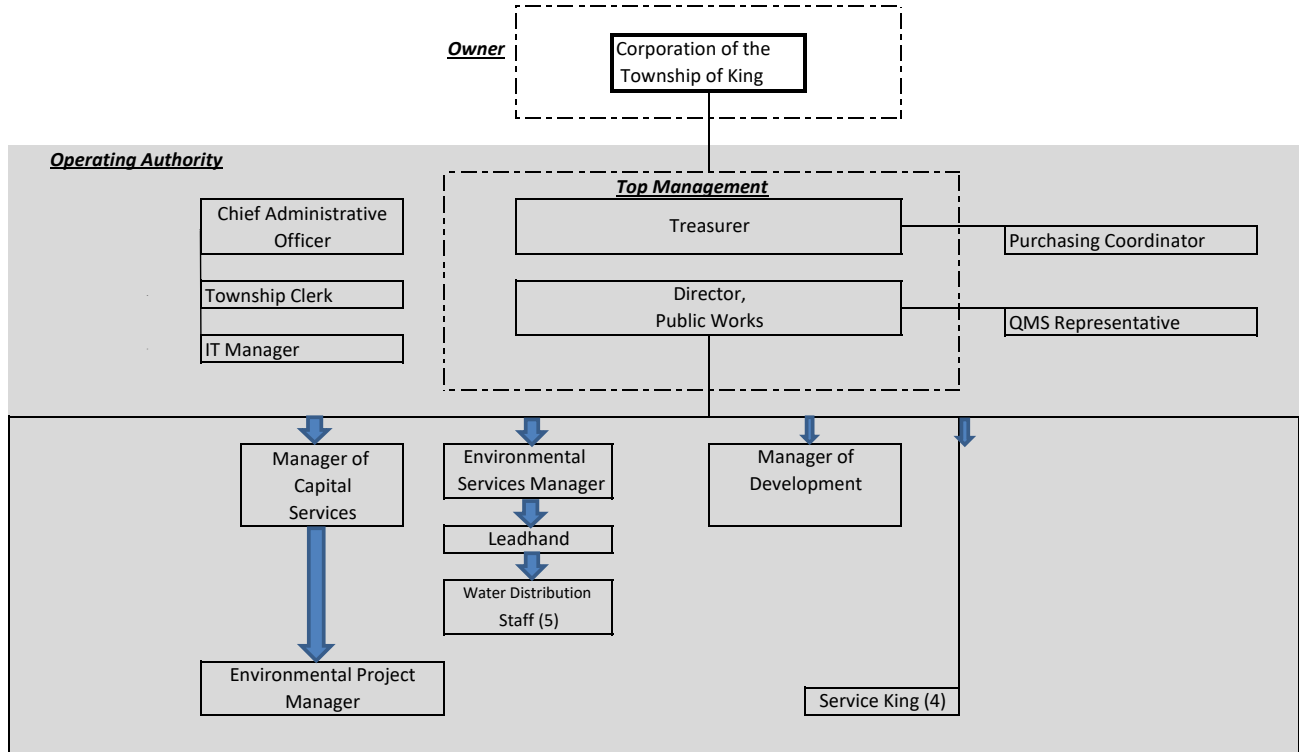 Owner
Corporation of the
Township of King
Operating Authority
Top Management
Chief Administrative
Officer
Treasurer
Purchasing Coordinator
Township Clerk
Director,
Public Works
QMS Representative
IT Manager
Manager of
Capital
Services
Environmental
Services Manager
Manager of
Development
Leadhand
Water Distribution
Staff (5)
Environmental Project
Manager
Service King (4)